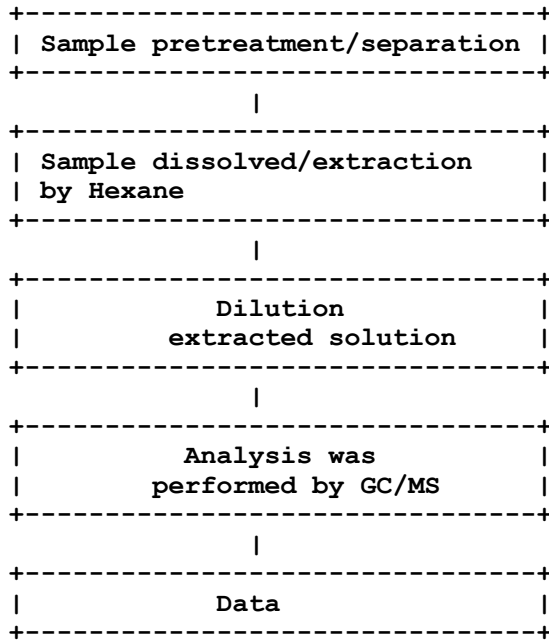 Sample pretreatment/separation
Sample dissolved/extraction
by Hexane
Dilution
extracted solution
Analysis was
performed by GC/MS
Data